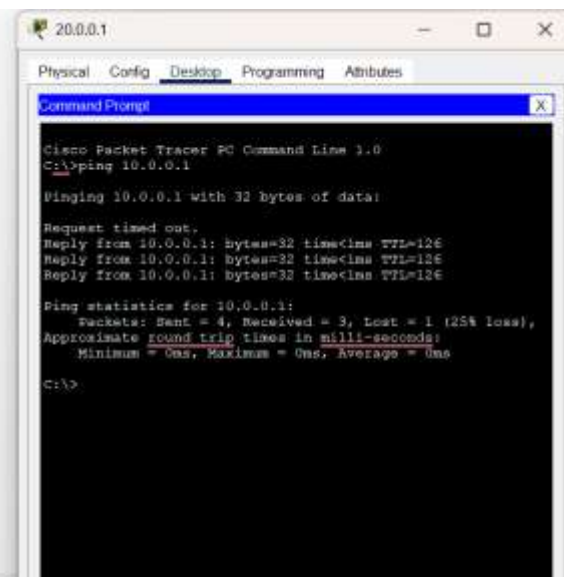 20.0.0.1
Physical Config Desktop Programming Attributes
Command Prompt
X
Cisco Packet Tracer PC Command Line 1.0
C:\>ping 10.0.0.1
Pinging 10.0.0.1 with 32 bytes of data:
Request timed out.
Reply from 10.0.0.1: bytes=32 time<1ms TTL=126
Reply from 10.0.0.1: bytes=32 time<1ms TTL=126
Reply from 10.0.0.1: bytes=32 time<1ms TTL=126
Ping statistics for 10.0.0.1:
Packets: Sent = 4, Received = 3, Lost = 1 (25% loss),
Approximate round trip times in milli-seconds:
Minimum = 0ms, Maximum = 0ms, Average = 0ms
C:\>